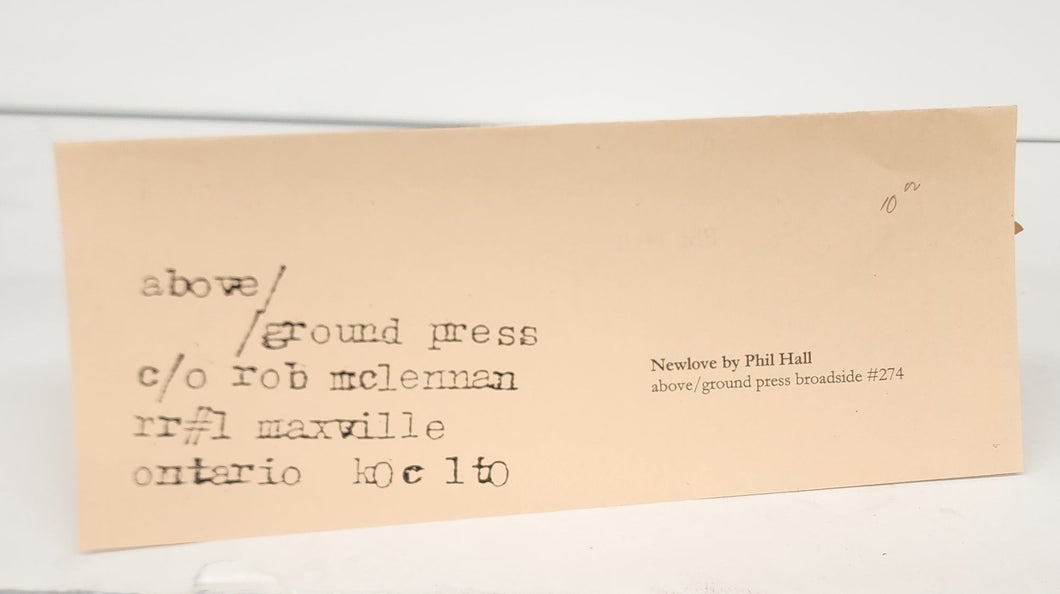 above/
/ground press
c/o rob mclennan
rr#1 maxville
ontario k0c 1t0
Newlove by Phil Hall
above/ground press broadside #274
10 00